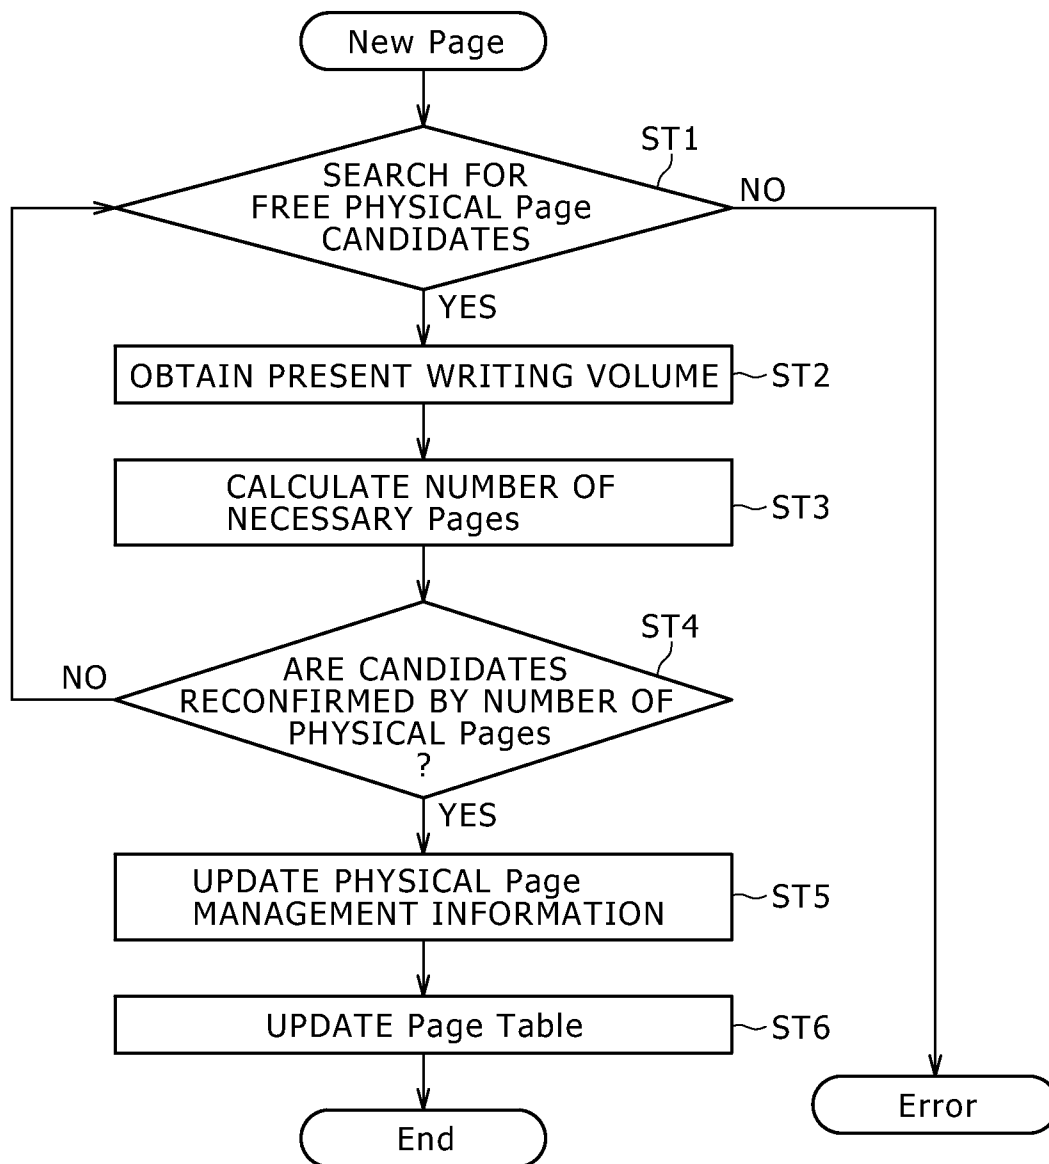 New Page
ST1
SEARCH FOR
FREE PHYSICAL Page
CANDIDATES
NO
YES
OBTAIN PRESENT WRITING VOLUME
ST2
CALCULATE NUMBER OF
NECESSARY Pages
ST3
ST4
NO
ARE CANDIDATES
RECONFIRMED BY NUMBER OF
PHYSICAL Pages
?
YES
UPDATE PHYSICAL Page
MANAGEMENT INFORMATION
ST5
UPDATE Page Table
ST6
Error
End